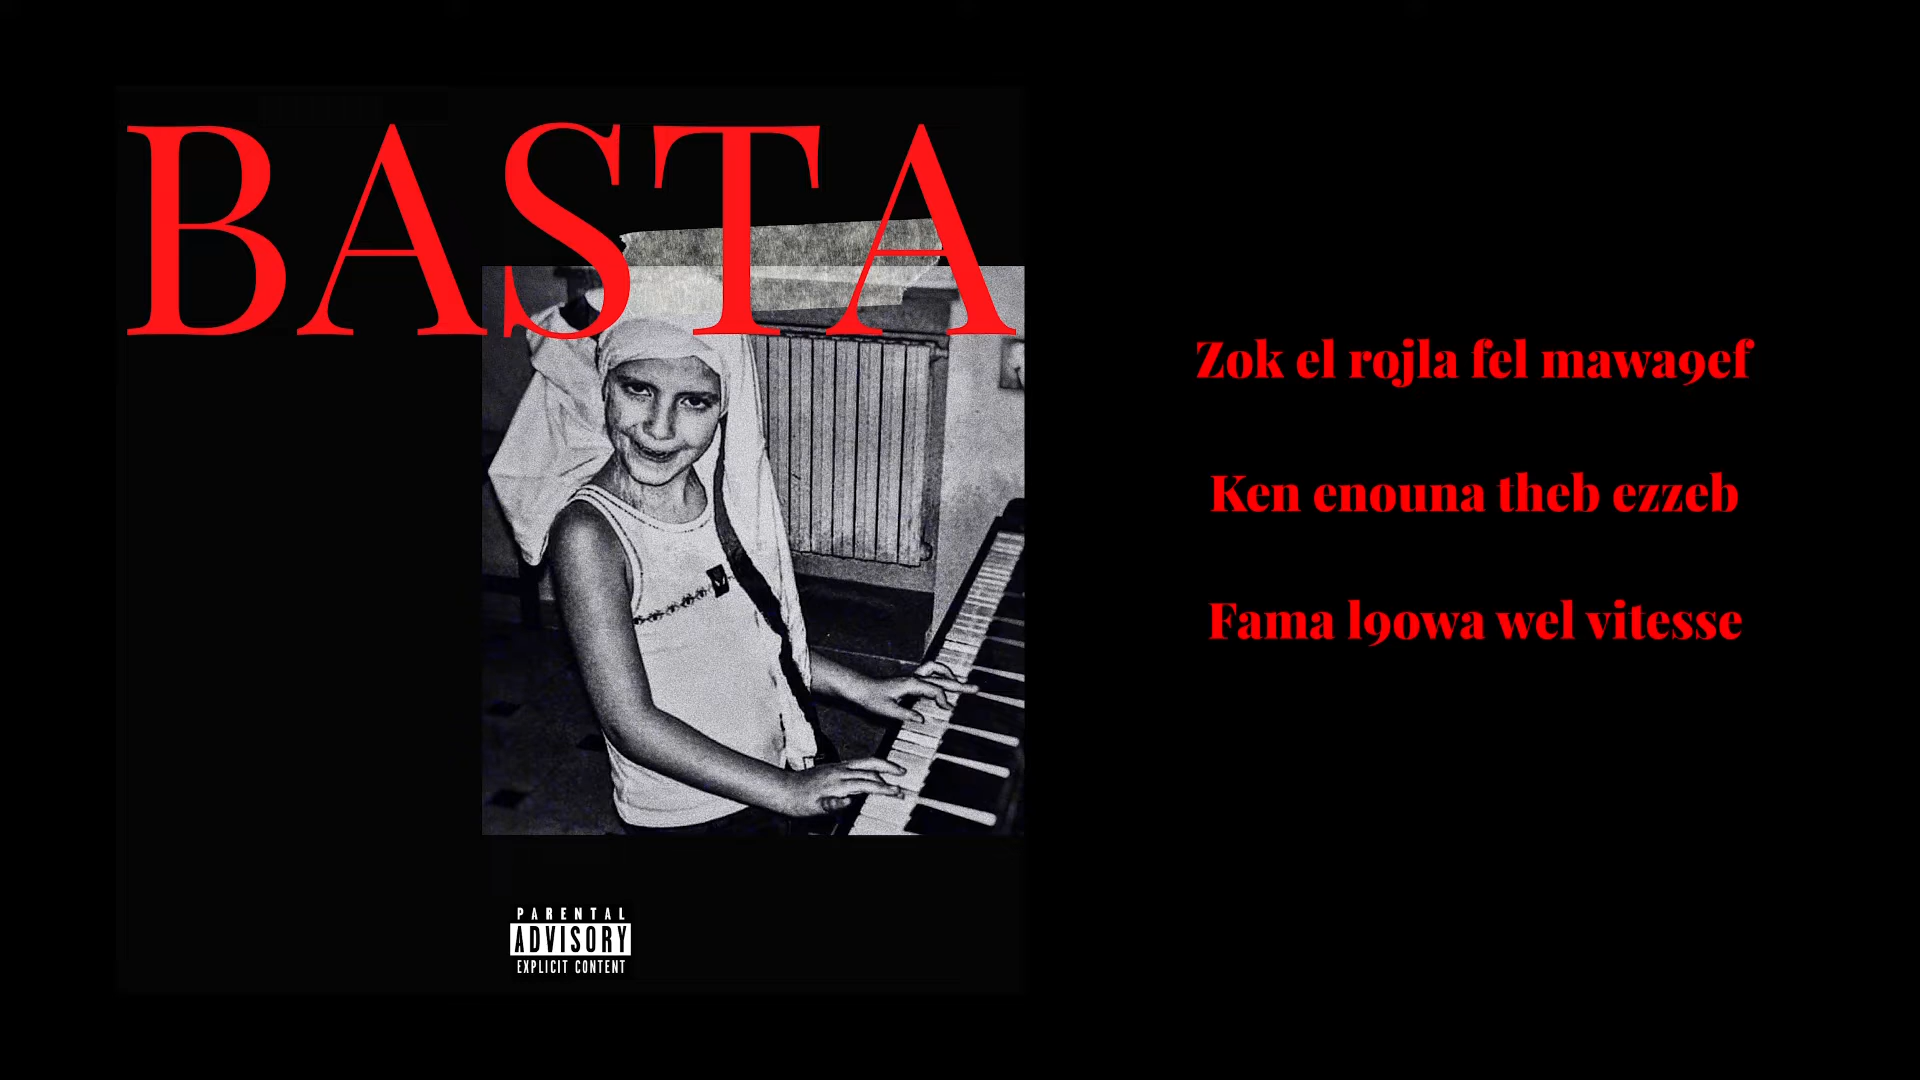 BASTA
Zok el rojla fel mawa9ef
Ken enouna theb ezzeb
Fama l9owa wel vitesse
PARENTAL
ADVISORY
EXPLICIT CONTENT